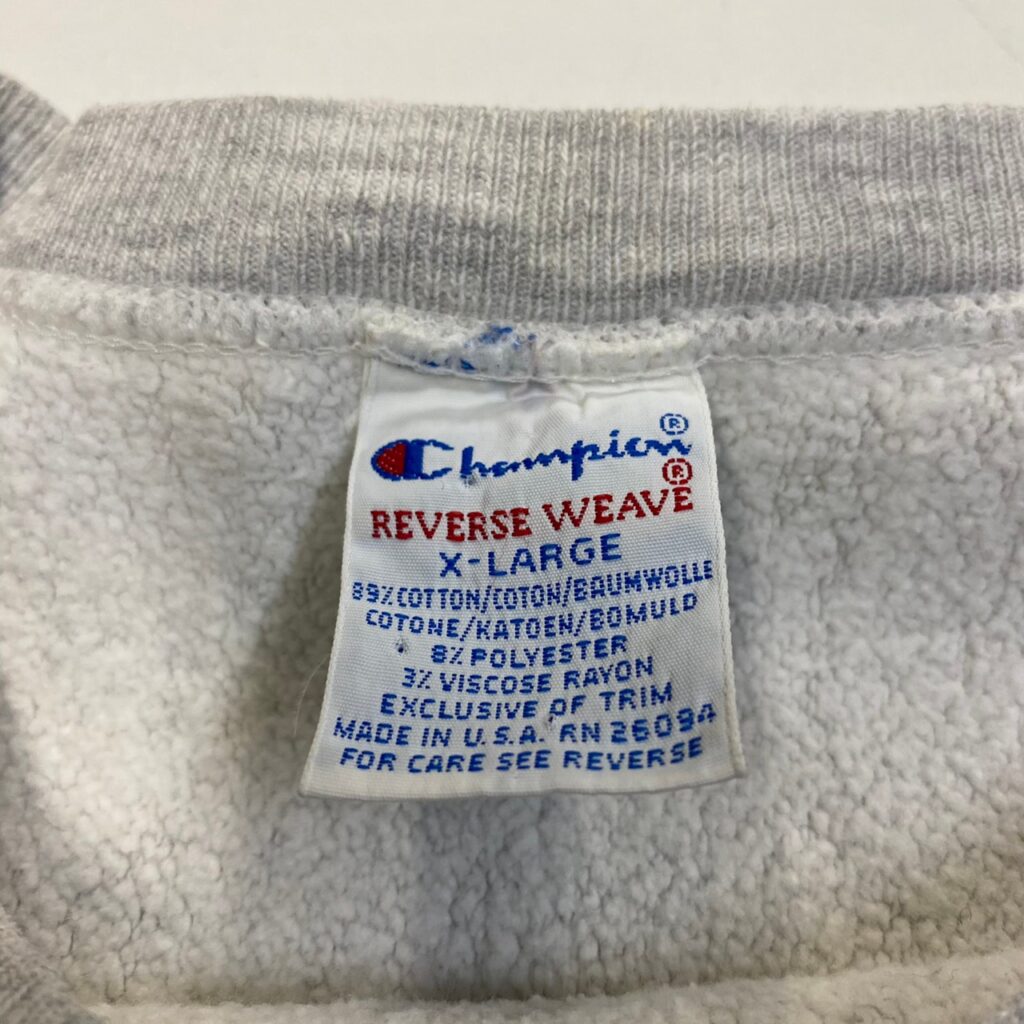 Champion®
REVERSE WEAVE®
X-LARGE
89% COTTON/COTON/BAUMWOLLE
COTONE/KATOEN/BOMULD
8% POLYESTER
3% VISCOSE RAYON
EXCLUSIVE OF TRIM
MADE IN U.S.A. RN 26094
FOR CARE SEE REVERSE